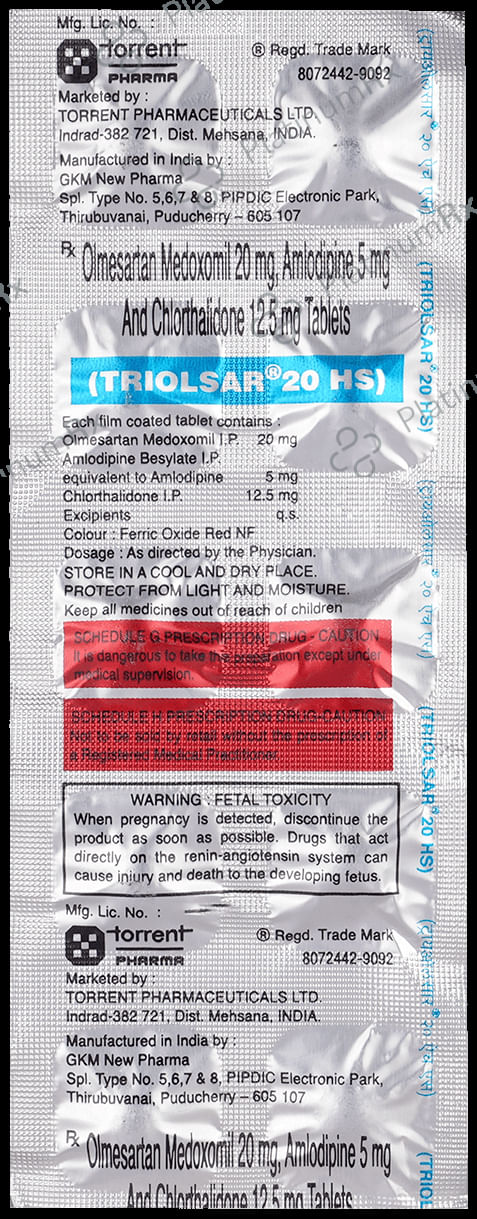 Mfg. Lic. No. :
torrent
PHARMA
® Regd. Trade Mark
8072442-9092
Marketed by :
TORRENT PHARMACEUTICALS LTD.
Indrad-382 721, Dist. Mehsana, INDIA.
Manufactured in India by :
GKM New Pharma
Spl. Type No. 5,6,7 & 8, PIPDIC Electronic Park,
Thirubuvanai, Puducherry – 605 107
Rx Olmesartan Medoxomil 20 mg, Amlodipine 5 mg
And Chlorthalidone 12.5 mg Tablets
(TRIOLSAR® 20 HS)
Each film coated tablet contains :
Olmesartan Medoxomil I.P. 20 mg
Amlodipine Besylate I.P.
equivalent to Amlodipine 5 mg
Chlorthalidone I.P. 12.5 mg
Excipients q.s.
Colour : Ferric Oxide Red NF
Dosage : As directed by the Physician.
STORE IN A COOL AND DRY PLACE.
PROTECT FROM LIGHT AND MOISTURE.
Keep all medicines out of reach of children
SCHEDULE G PRESCRIPTION DRUG - CAUTION
It is dangerous to take this preparation except under
medical supervision.
SCHEDULE H PRESCRIPTION DRUG-CAUTION
Not to be sold by retail without the prescription of
a Registered Medical Practitioner
WARNING : FETAL TOXICITY
When pregnancy is detected, discontinue the
product as soon as possible. Drugs that act
directly on the renin-angiotensin system can
cause injury and death to the developing fetus.
Mfg. Lic. No. :
torrent
PHARMA
® Regd. Trade Mark
8072442-9092
Marketed by :
TORRENT PHARMACEUTICALS LTD.
Indrad-382 721, Dist. Mehsana, INDIA.
Manufactured in India by :
GKM New Pharma
Spl. Type No. 5,6,7 & 8, PIPDIC Electronic Park,
Thirubuvanai, Puducherry – 605 107
Rx Olmesartan Medoxomil 20 mg, Amlodipine 5 mg
And Chlorthalidone 12.5 mg Tablets
(TRIOLSAR® 20 HS)
(TRIOLSAR® 20 HS)
(TRIOL
PlatinumRx